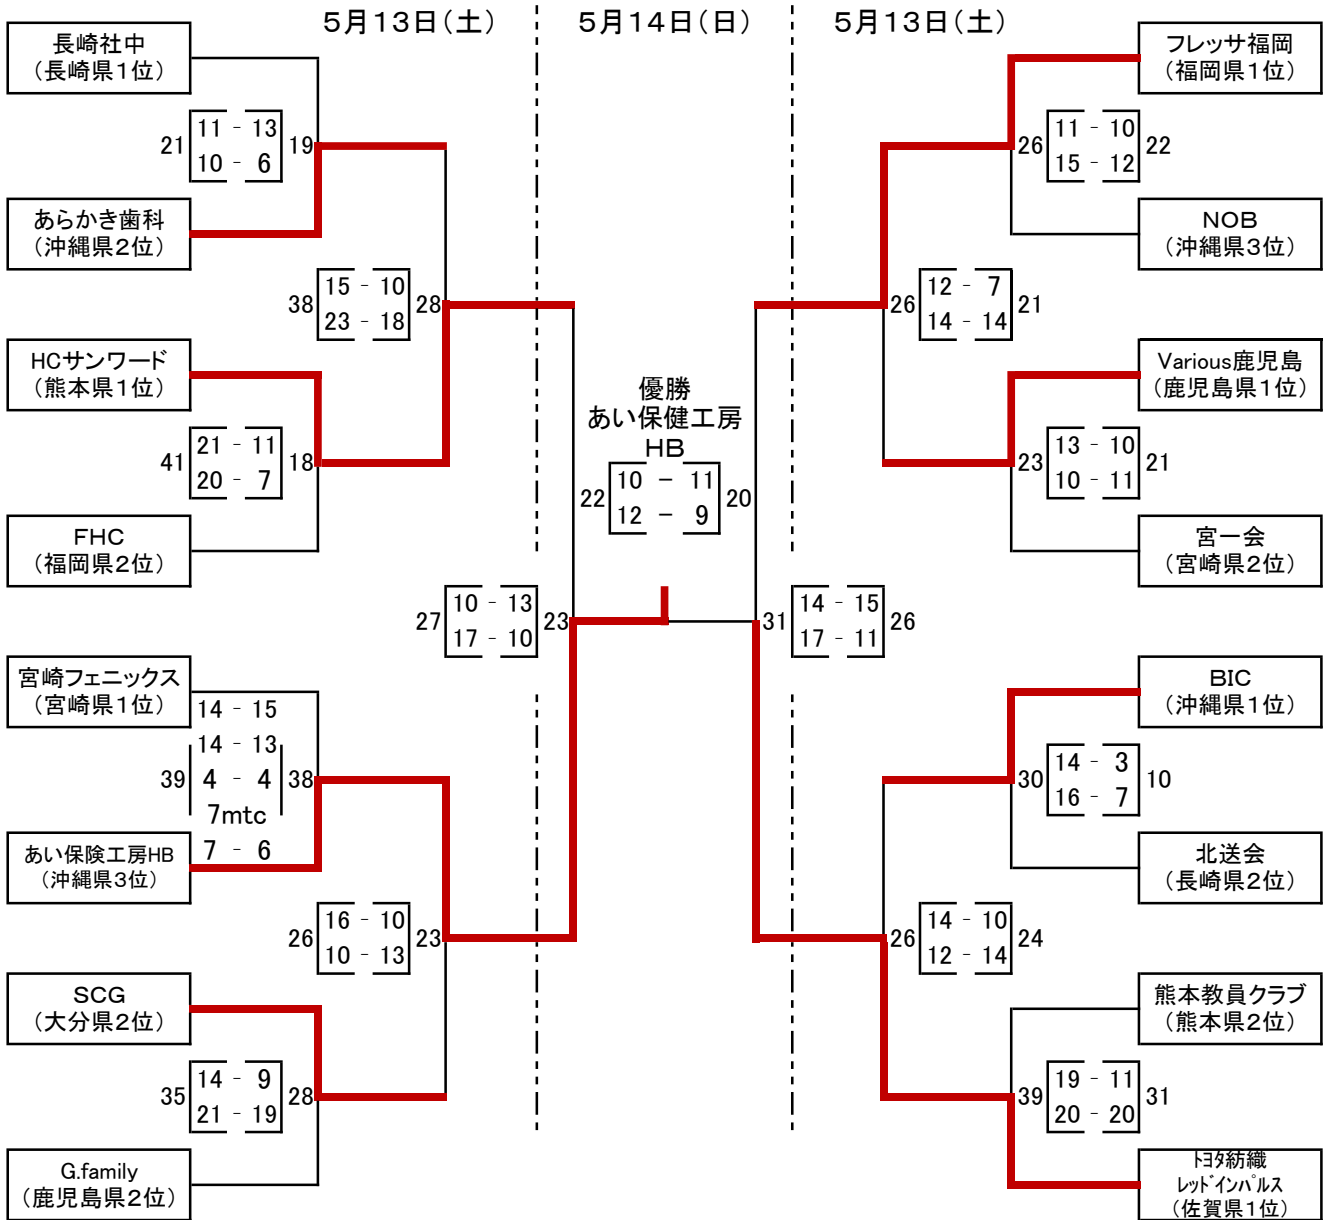 5月13日(土)
5月14日(日)
5月13日(土)
長崎社中
(長崎県1位)
21
11 - 13
10 - 6
19
あらかき歯科
(沖縄県2位)
38
15 - 10
23 - 18
28
HCサンワード
(熊本県1位)
41
21 - 11
20 - 7
18
FHC
(福岡県2位)
27
10 - 13
17 - 10
23
宮崎フェニックス
(宮崎県1位)
14 - 15
14 - 13
39
4 - 4
38
7mtc
7 - 6
あい保険工房HB
(沖縄県3位)
26
16 - 10
10 - 13
23
SCG
(大分県2位)
35
14 - 9
21 - 19
28
G.family
(鹿児島県2位)
優勝
あい保健工房
HB
22
10 - 11
12 - 9
20
フレッサ福岡
(福岡県1位)
26
11 - 10
15 - 12
22
NOB
(沖縄県3位)
26
12 - 7
14 - 14
21
Various鹿児島
(鹿児島県1位)
23
13 - 10
10 - 11
21
宮一会
(宮崎県2位)
31
14 - 15
17 - 11
26
BIC
(沖縄県1位)
30
14 - 3
16 - 7
10
北送会
(長崎県2位)
26
14 - 10
12 - 14
24
熊本教員クラブ
(熊本県2位)
39
19 - 11
20 - 20
31
トヨタ紡織
レッドインパルス
(佐賀県1位)